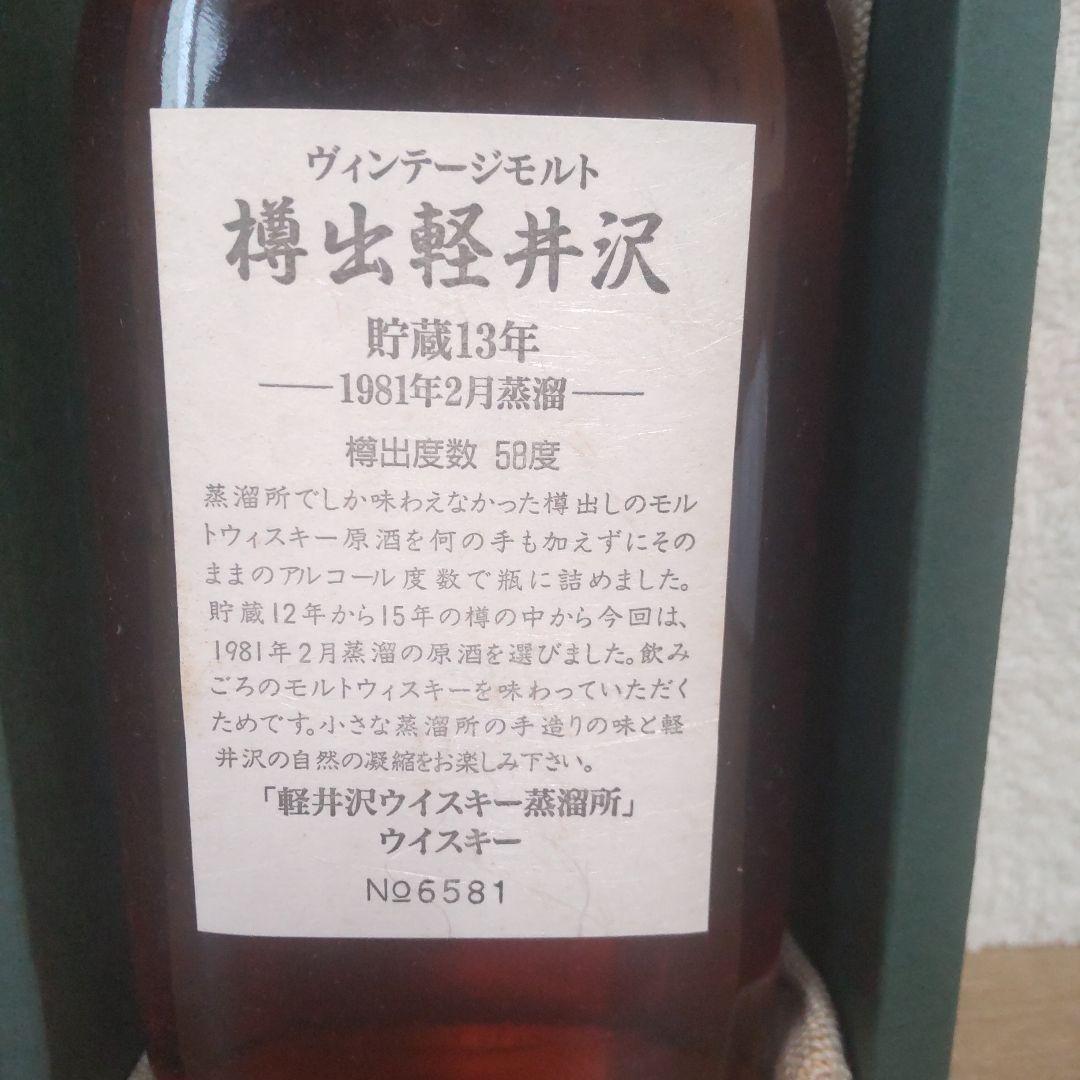 ヴィンテージモルト
樽出軽井沢
貯蔵13年
1981年2月蒸溜
樽出度数 58度
蒸溜所でしか味わえなかった樽出しのモル
トウィスキー原酒を何の手も加えずにその
ままのアルコール度数で瓶に詰めました。
貯蔵12年から15年の樽の中から今回は、
1981年2月蒸溜の原酒を選びました。飲み
ごろのモルトウィスキーを味わっていただく
ためです。小さな蒸溜所の手造りの味と軽
井沢の自然の凝縮をお楽しみ下さい。
「軽井沢ウイスキー蒸溜所」
ウイスキー
№6581